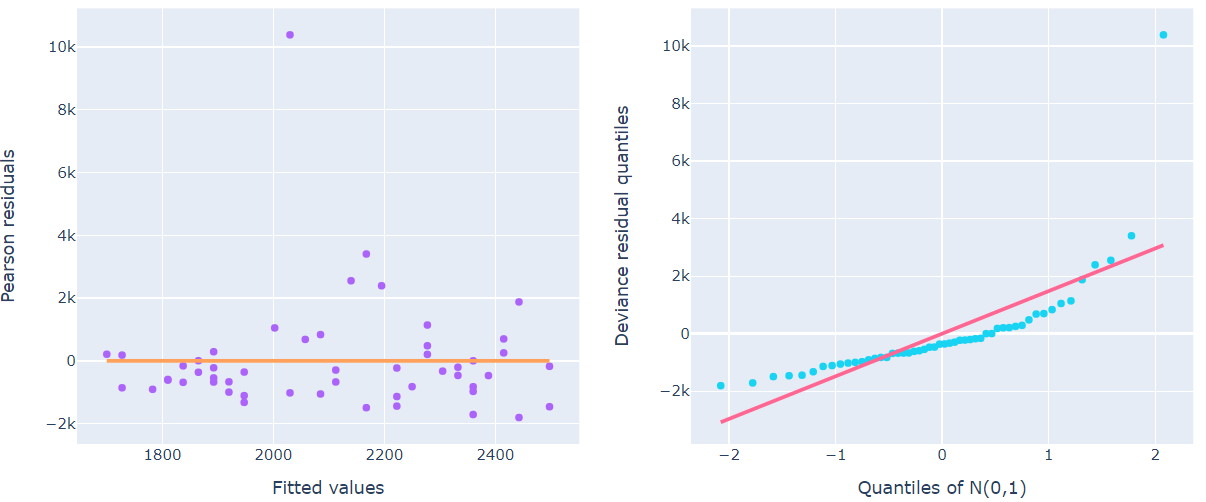 10k
8k
6k
4k
2k
0
−2k
1800
2000
2200
2400
Fitted values
Pearson residuals
10k
8k
6k
4k
2k
0
−2k
−2
−1
0
1
2
Quantiles of N(0,1)
Deviance residual quantiles